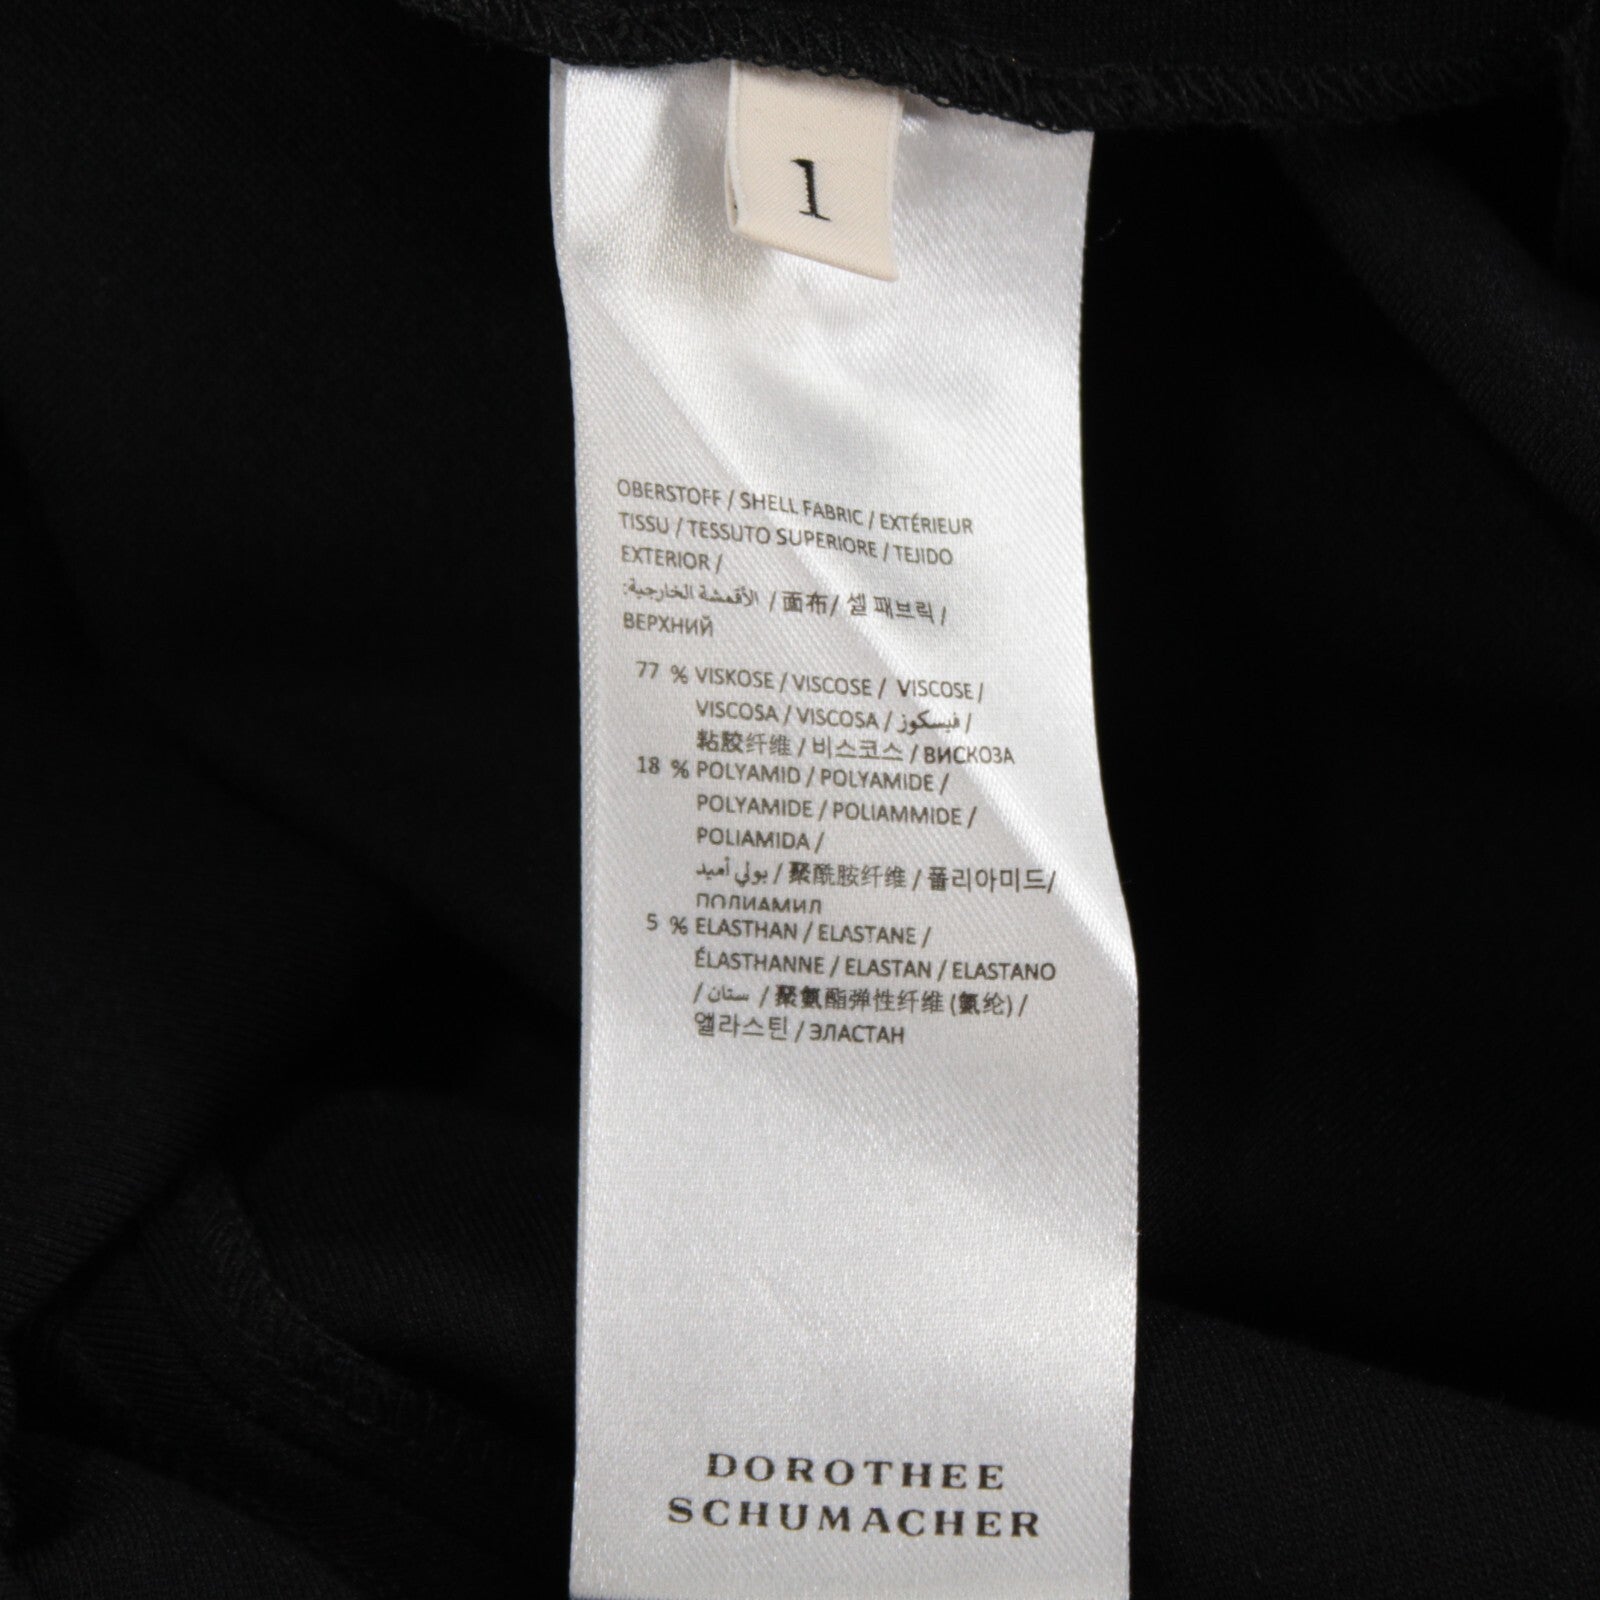 1
OBERSTOFF / SHELL FABRIC / EXTÉRIEUR
TISSU / TESSUTO SUPERIORE / TEJIDO
EXTERIOR /
الأقمشة الخارجية: / 面布 / 셸 패브릭 /
ВЕРХНИЙ
77 % VISKOSE / VISCOSE / VISCOSE /
VISCOSA / VISCOSA / فيسكوز /
粘胶纤维 / 비스코스 / ВИСКОЗА
18 % POLYAMID / POLYAMIDE /
POLYAMIDE / POLIAMMIDE /
POLIAMIDA /
بولي أميد / 聚酰胺纤维 / 폴리아미드/
ПОЛИАМИД
5 % ELASTHAN / ELASTANE /
ÉLASTHANNE / ELASTAN / ELASTANO
/ ستان / 聚氨酯弹性纤维 (氨纶) /
엘라스틴 / ЭЛАСТАН
DOROTHEE
SCHUMACHER